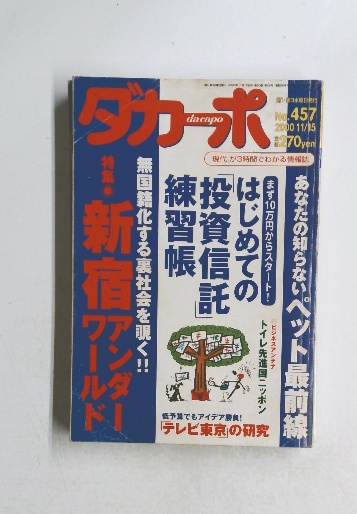 ダカーポ
dacapo
No.457
2000 11/15
270yen
「現代」が3時間でわかる情報誌
あなたの知らないペット最前線
まず10万円からスタート!
はじめての
「投資信託」
練習帳
ビジネスアンテナ
トイレ先進国ニッポン
無国籍化する裏社会を覗く!!
特集・新宿アンダー
ワールド
低予算でもアイデア勝負!
「テレビ東京」の研究